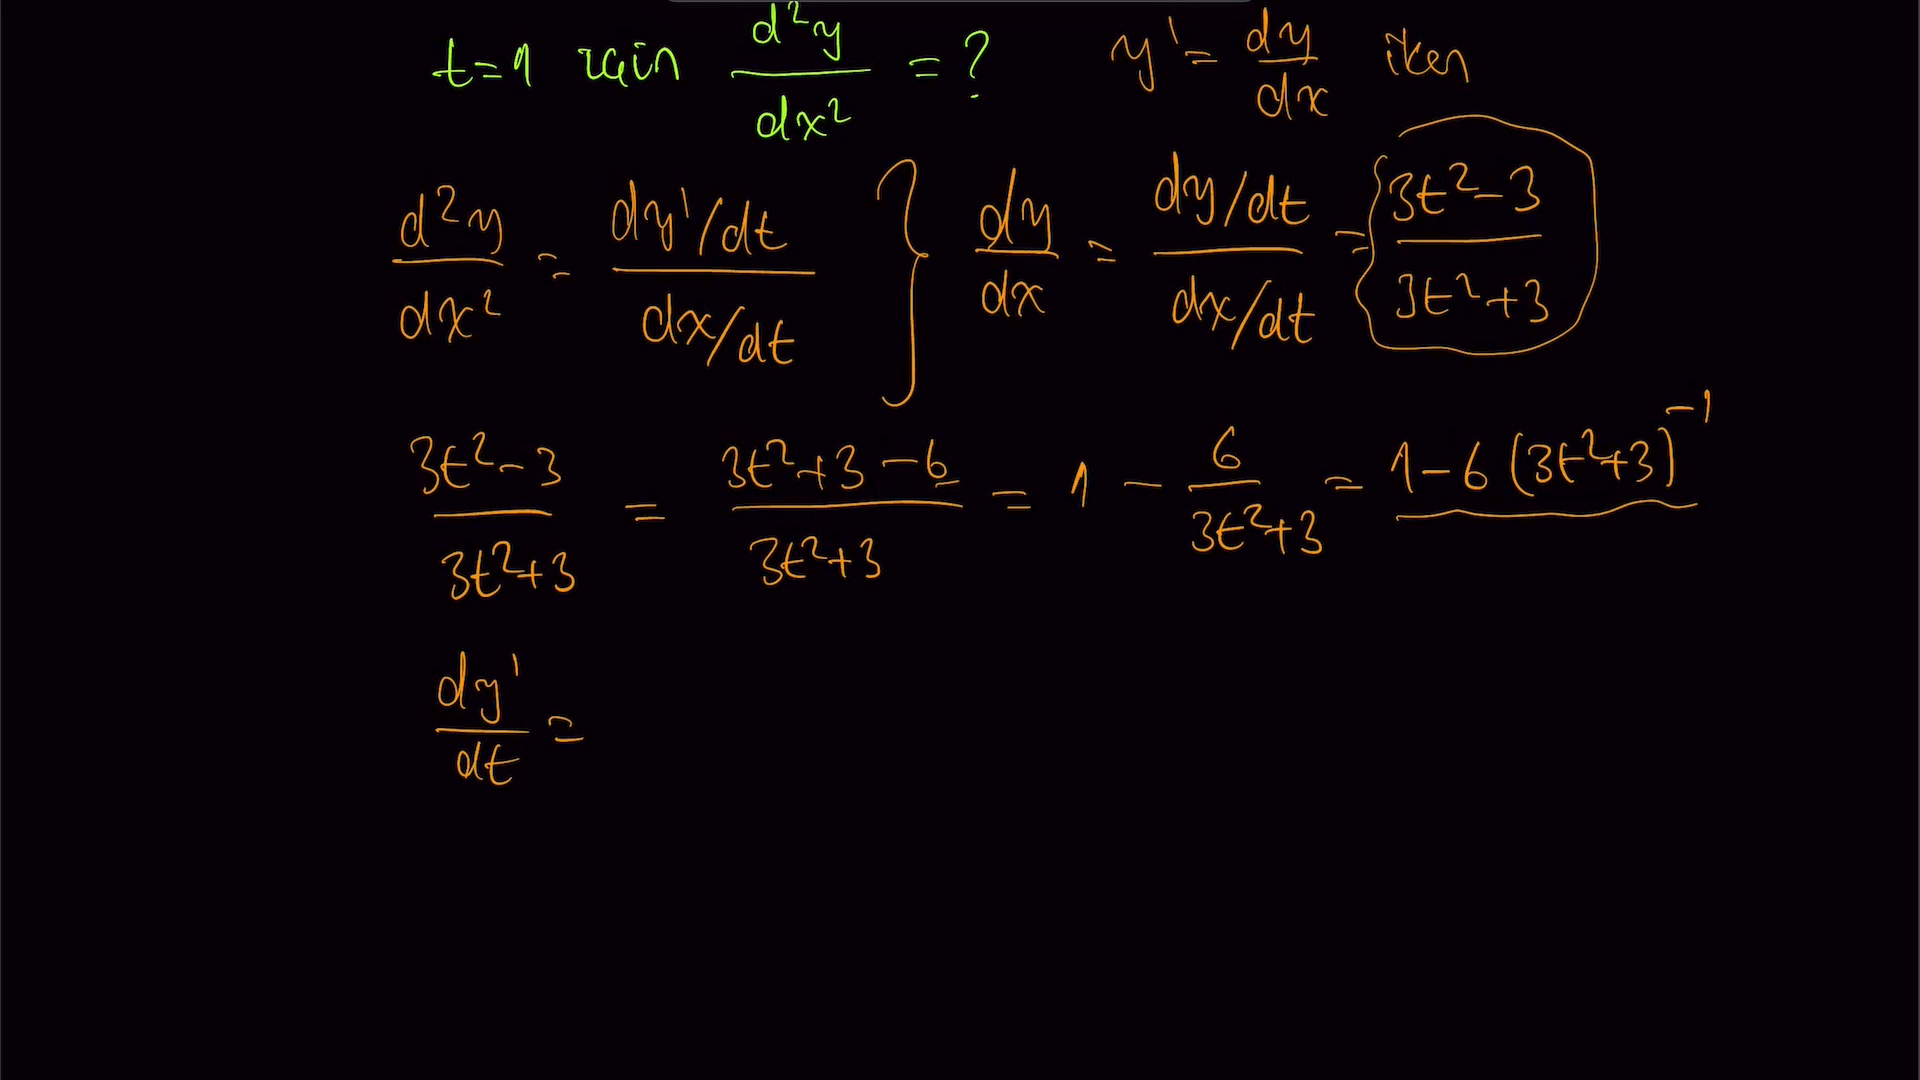 t=1 için d²y/dx² = ? y' = dy/dx iken
d²y/dx² = (dy'/dt)/(dx/dt) } dy/dx = (dy/dt)/(dx/dt) = (3t²-3)/(3t²+3)
(3t²-3)/(3t²+3) = (3t²+3-6)/(3t²+3) = 1 - 6/(3t²+3) = 1-6(3t²+3)⁻¹
dy'/dt =